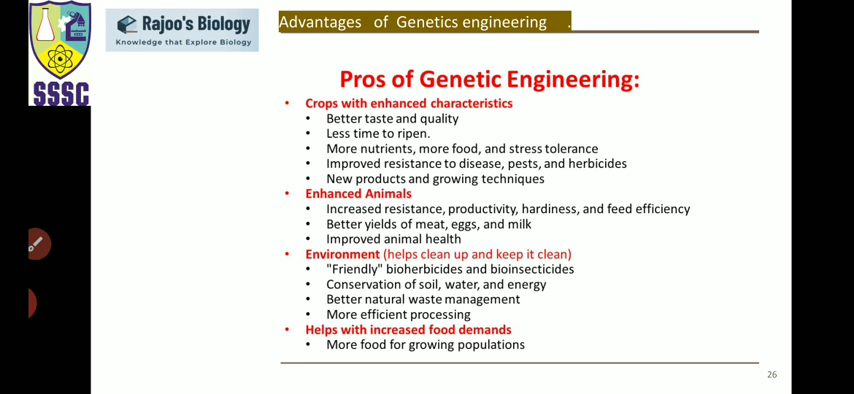 SSSC
Rajoo's Biology
Knowledge that Explore Biology
Advantages of Genetics engineering .
Pros of Genetic Engineering:
• Crops with enhanced characteristics
• Better taste and quality
• Less time to ripen.
• More nutrients, more food, and stress tolerance
• Improved resistance to disease, pests, and herbicides
• New products and growing techniques
• Enhanced Animals
• Increased resistance, productivity, hardiness, and feed efficiency
• Better yields of meat, eggs, and milk
• Improved animal health
• Environment (helps clean up and keep it clean)
• "Friendly" bioherbicides and bioinsecticides
• Conservation of soil, water, and energy
• Better natural waste management
• More efficient processing
• Helps with increased food demands
• More food for growing populations
26